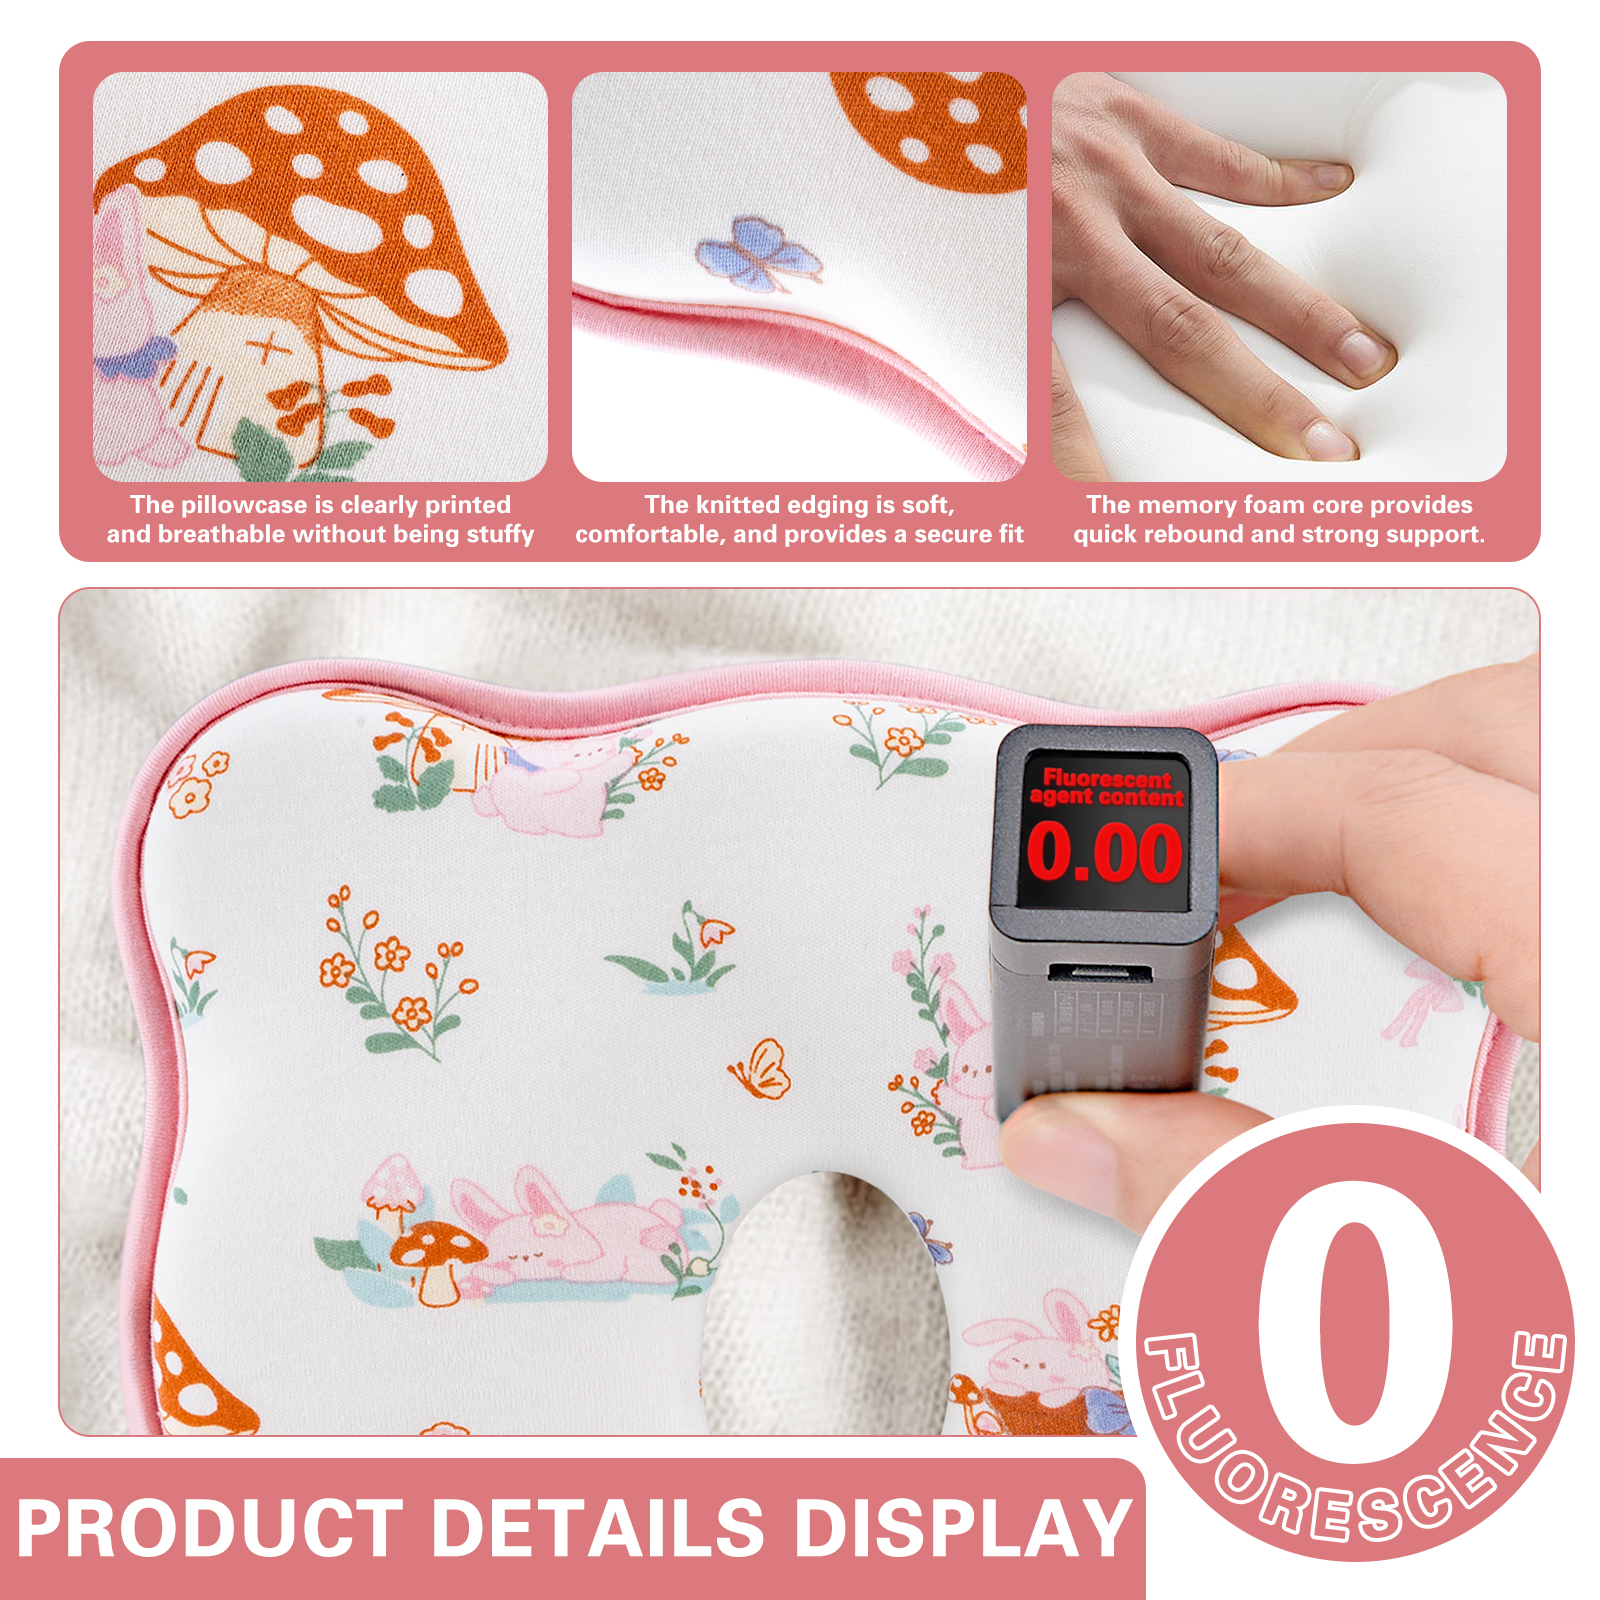 The pillowcase is clearly printed
and breathable without being stuffy
The knitted edging is soft,
comfortable, and provides a secure fit
The memory foam core provides
quick rebound and strong support.
Fluorescent
agent content
0.00
0
FLUORESCENCE
PRODUCT DETAILS DISPLAY